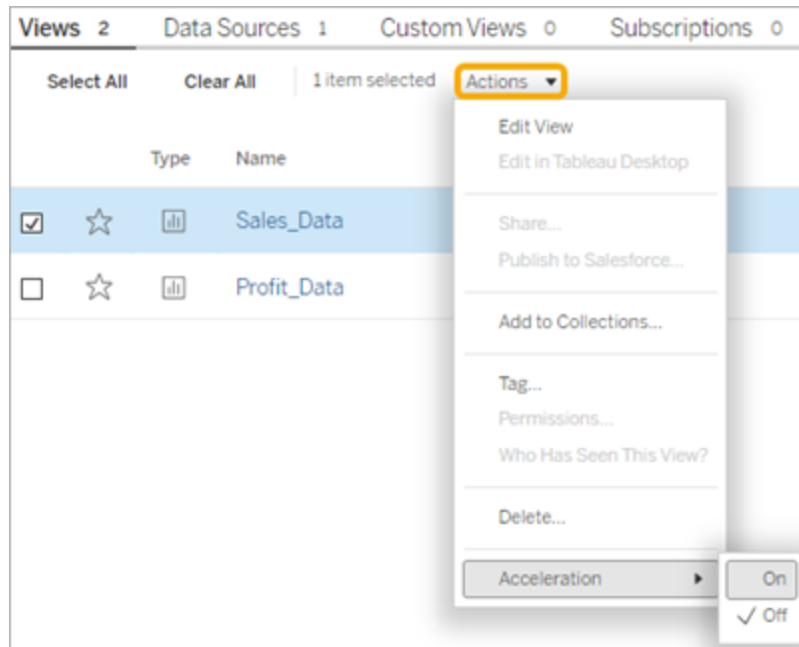 Views 2 Data Sources 1 Custom Views 0 Subscriptions 0
Select All Clear All 1 item selected Actions
Type Name
Sales_Data
Profit_Data
Edit View
Edit in Tableau Desktop
Share...
Publish to Salesforce...
Add to Collections...
Tag...
Permissions...
Who Has Seen This View?
Delete...
Acceleration
On
Off